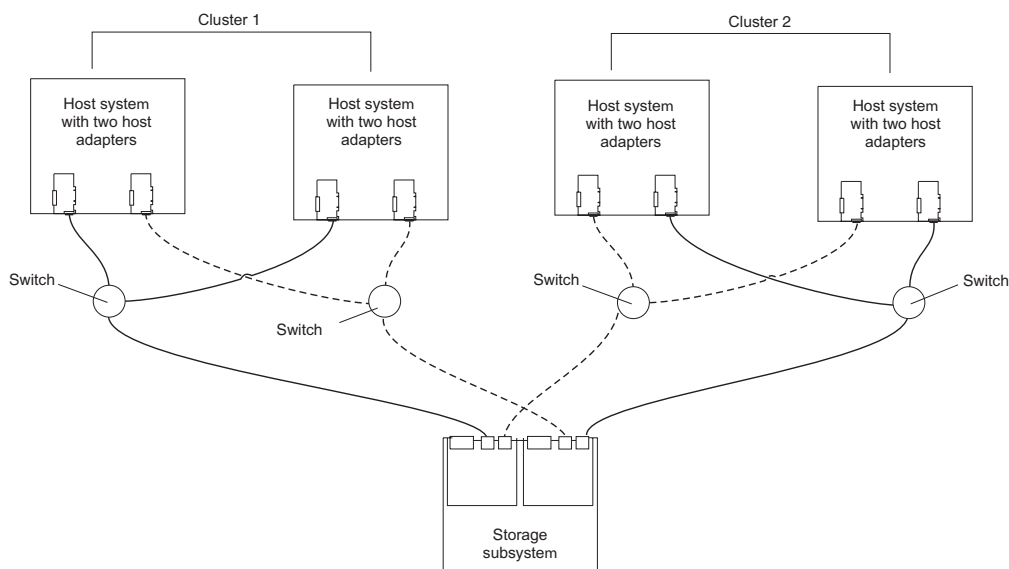 Cluster 1
Cluster 2
Host system
with two host
adapters
Host system
with two host
adapters
Host system
with two host
adapters
Host system
with two host
adapters
Switch
Switch
Switch
Switch
Storage
subsystem